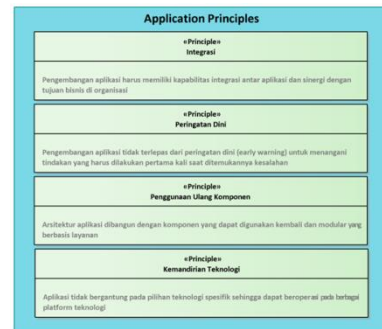 Application Principles
«Principle»
Integrasi
Pengembangan aplikasi harus memiliki kapabilitas integrasi antar aplikasi dan sinergi dengan
tujuan bisnis di organisasi
«Principle»
Peringatan Dini
Pengembangan aplikasi tidak terlepas dari peringatan dini (early warning) untuk menangani
tindakan yang harus dilakukan pertama kali saat ditemukannya kesalahan
«Principle»
Penggunaan Ulang Komponen
Arsitektur aplikasi dibangun dengan komponen yang dapat digunakan kembali dan modular yang
berbasis layanan
«Principle»
Kemandirian Teknologi
Aplikasi tidak bergantung pada pilihan teknologi spesifik sehingga dapat beroperasi pada berbagai
platform teknologi